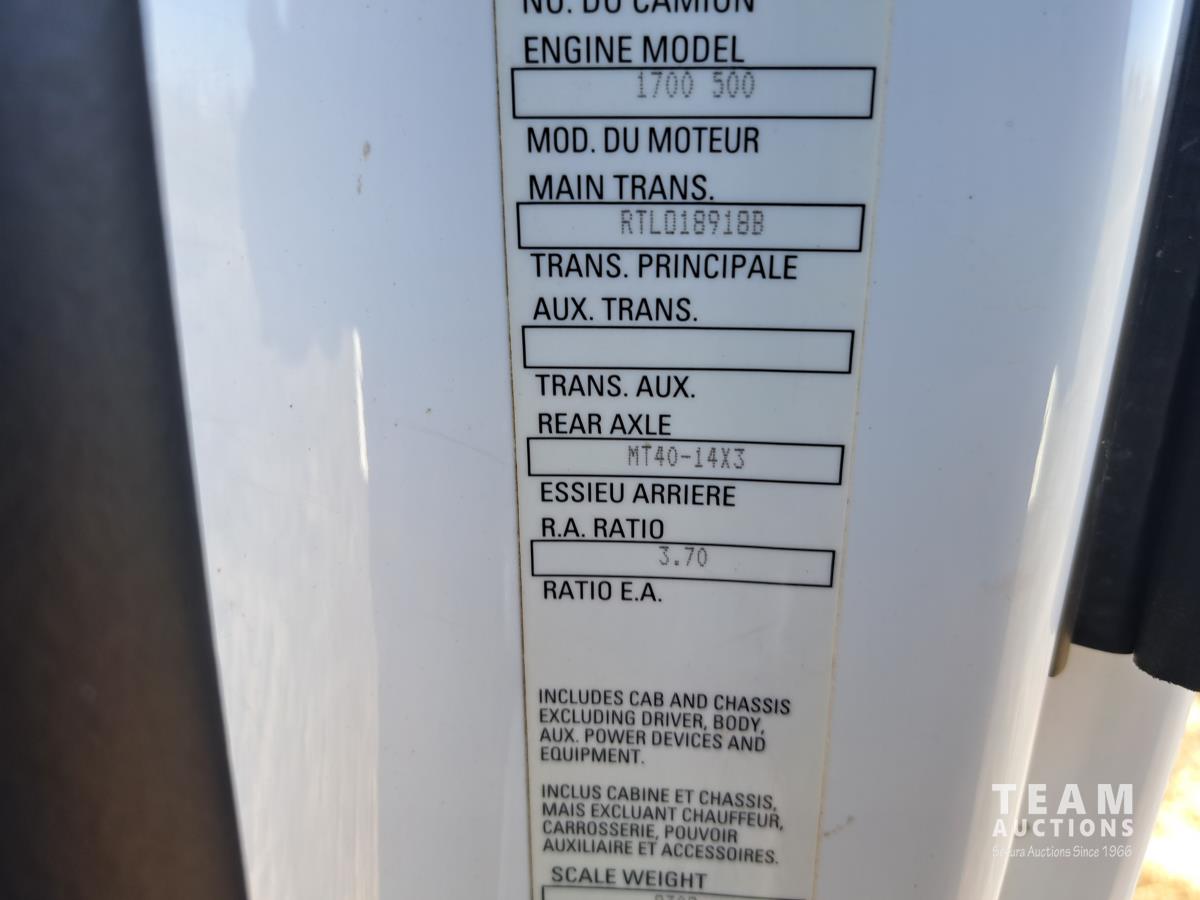 NO. DU CAMION
ENGINE MODEL
1700 500
MOD. DU MOTEUR
MAIN TRANS.
RTLO18918B
TRANS. PRINCIPALE
AUX. TRANS.
TRANS. AUX.
REAR AXLE
MT40-14X3
ESSIEU ARRIERE
R.A. RATIO
3.70
RATIO E.A.
INCLUDES CAB AND CHASSIS
EXCLUDING DRIVER, BODY,
AUX. POWER DEVICES AND
EQUIPMENT.
INCLUS CABINE ET CHASSIS,
MAIS EXCLUANT CHAUFFEUR,
CARROSSERIE, POUVOIR
AUXILIAIRE ET ACCESSOIRES.
SCALE WEIGHT
TEAM
AUCTIONS
Auctions Since 1966